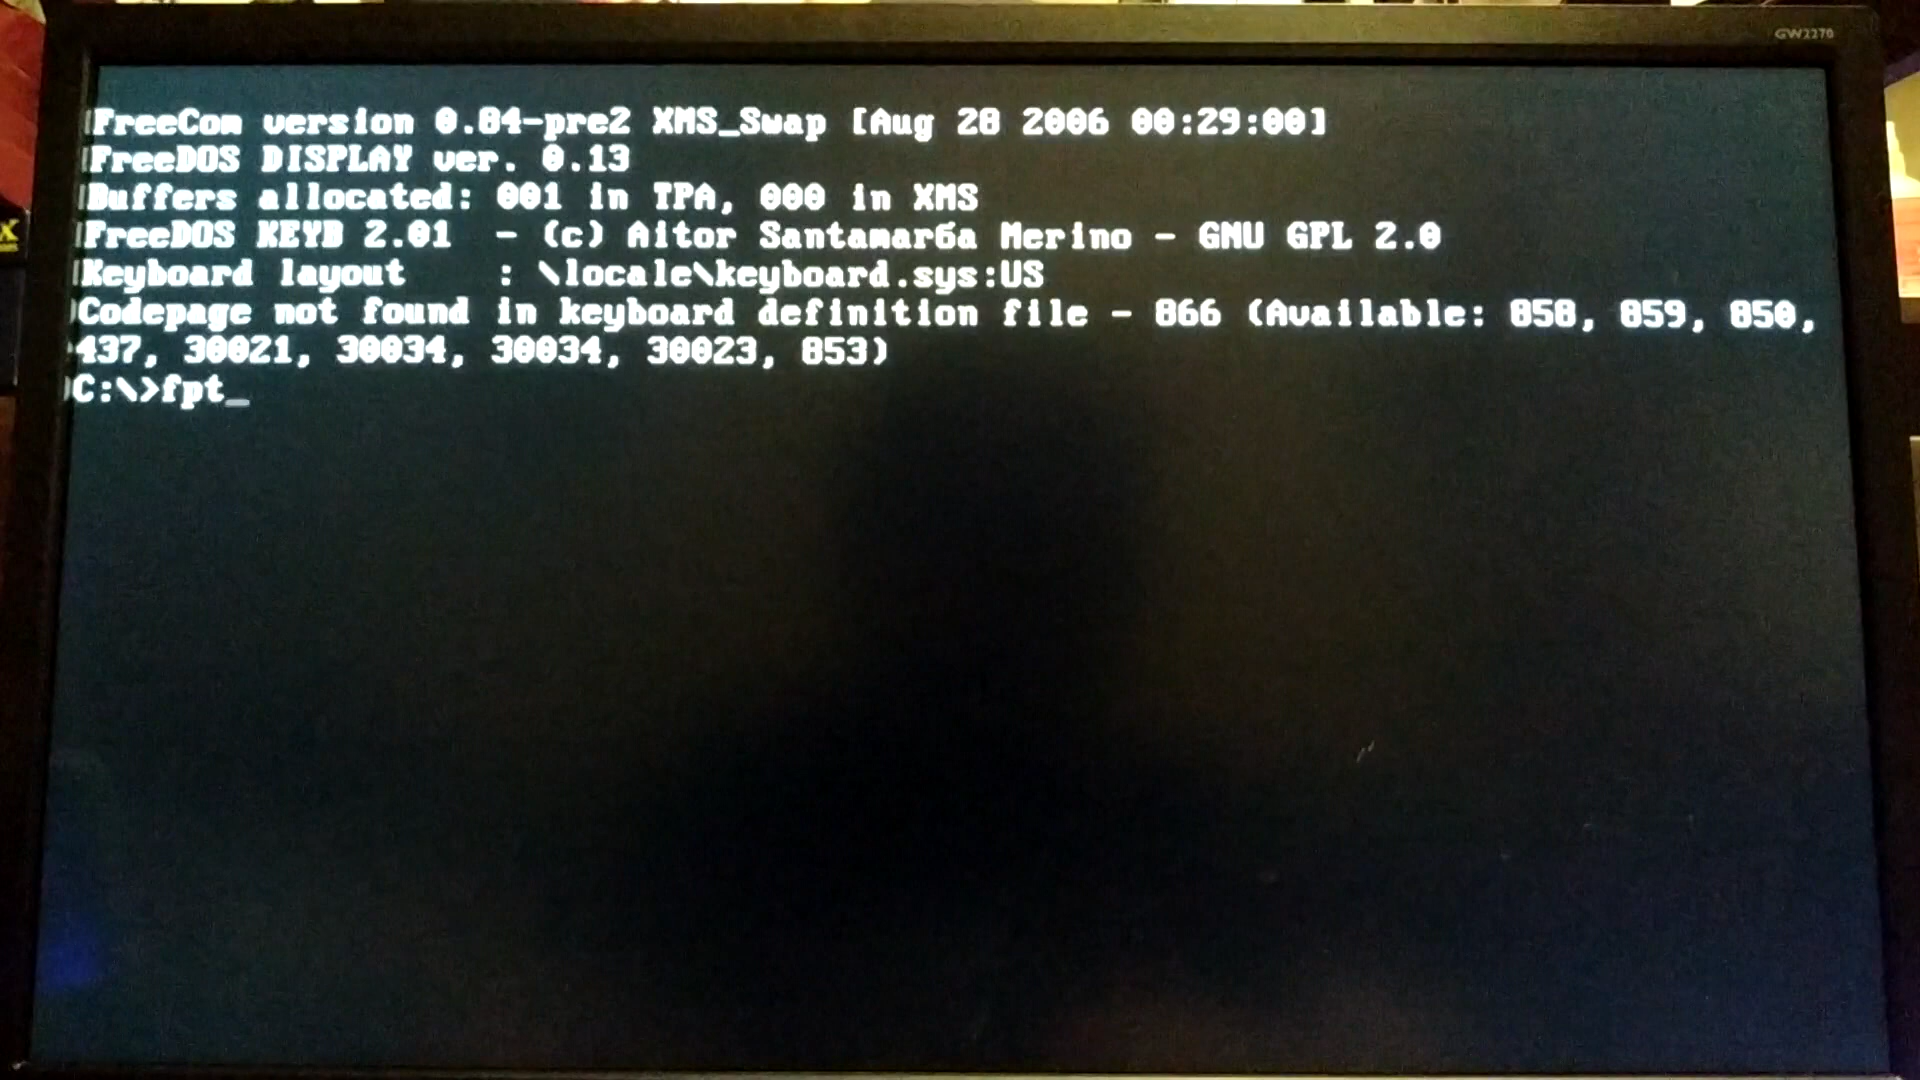 GW2270
FreeCom version 0.84-pre2 XMS_Swap [Aug 28 2006 00:29:00]
FreeDOS DISPLAY ver. 0.13
Buffers allocated: 001 in TPA, 000 in XMS
FreeDOS KEYB 2.01  - (c) Aitor Santamarбa Merino - GNU GPL 2.0
Keyboard layout    : \locale\keyboard.sys:US
Codepage not found in keyboard definition file - 866 (Available: 858, 859, 850,
437, 30021, 30034, 30034, 30023, 853)
C:\>fpt_
X